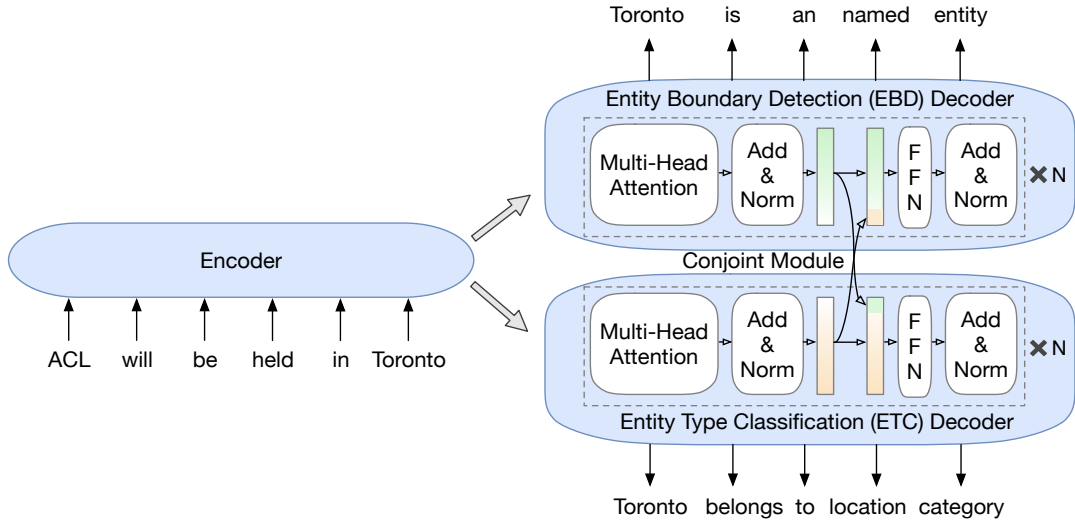 Toronto is an named entity
Entity Boundary Detection (EBD) Decoder
Multi-Head
Attention
Add
&
Norm
F
F
N
Add
&
Norm
N
Encoder
Conjoint Module
ACL will be held in Toronto
Multi-Head
Attention
Add
&
Norm
F
F
N
Add
&
Norm
N
Entity Type Classification (ETC) Decoder
Toronto belongs to location category